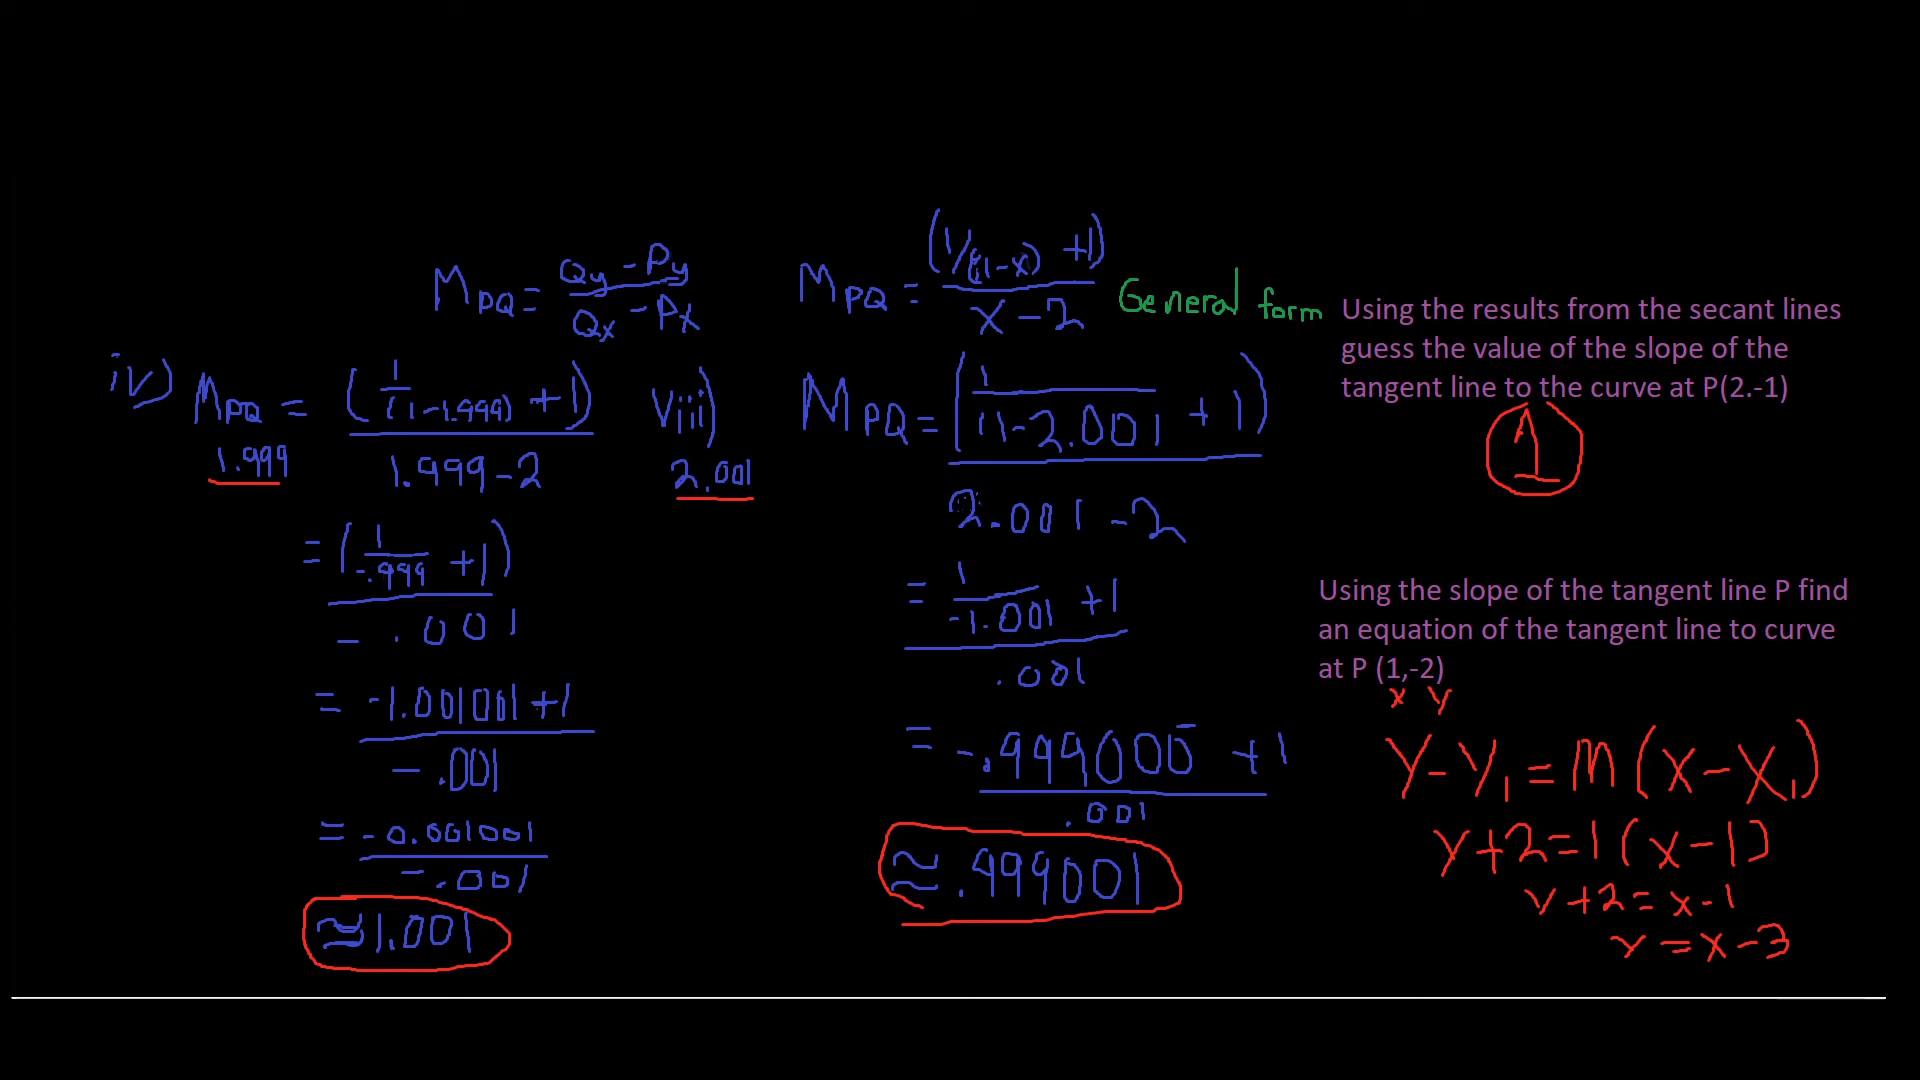 M_PQ = (Qy - Py)/(Qx - Px)
iv) M_PQ = (1/(1-1.999) + 1)/(1.999 - 2)
1.999
= (1/-.999 + 1)/-.001
= (-1.001001 + 1)/-.001
= -0.001001/-.001
≈ 1.001
M_PQ = (1/(1-x) + 1)/(x - 2) General form
Viii) M_PQ = (1/(1-2.001) + 1)/(2.001 - 2)
2.001
= (1/-1.001 + 1)/.001
= (-.999000 + 1)/.001
≈ .999001
Using the results from the secant lines
guess the value of the slope of the
tangent line to the curve at P(2.-1)
1
Using the slope of the tangent line P find
an equation of the tangent line to curve
at P (1,-2)
x y
y - y₁ = m(x - x₁)
y + 2 = 1(x - 1)
y + 2 = x - 1
y = x - 3